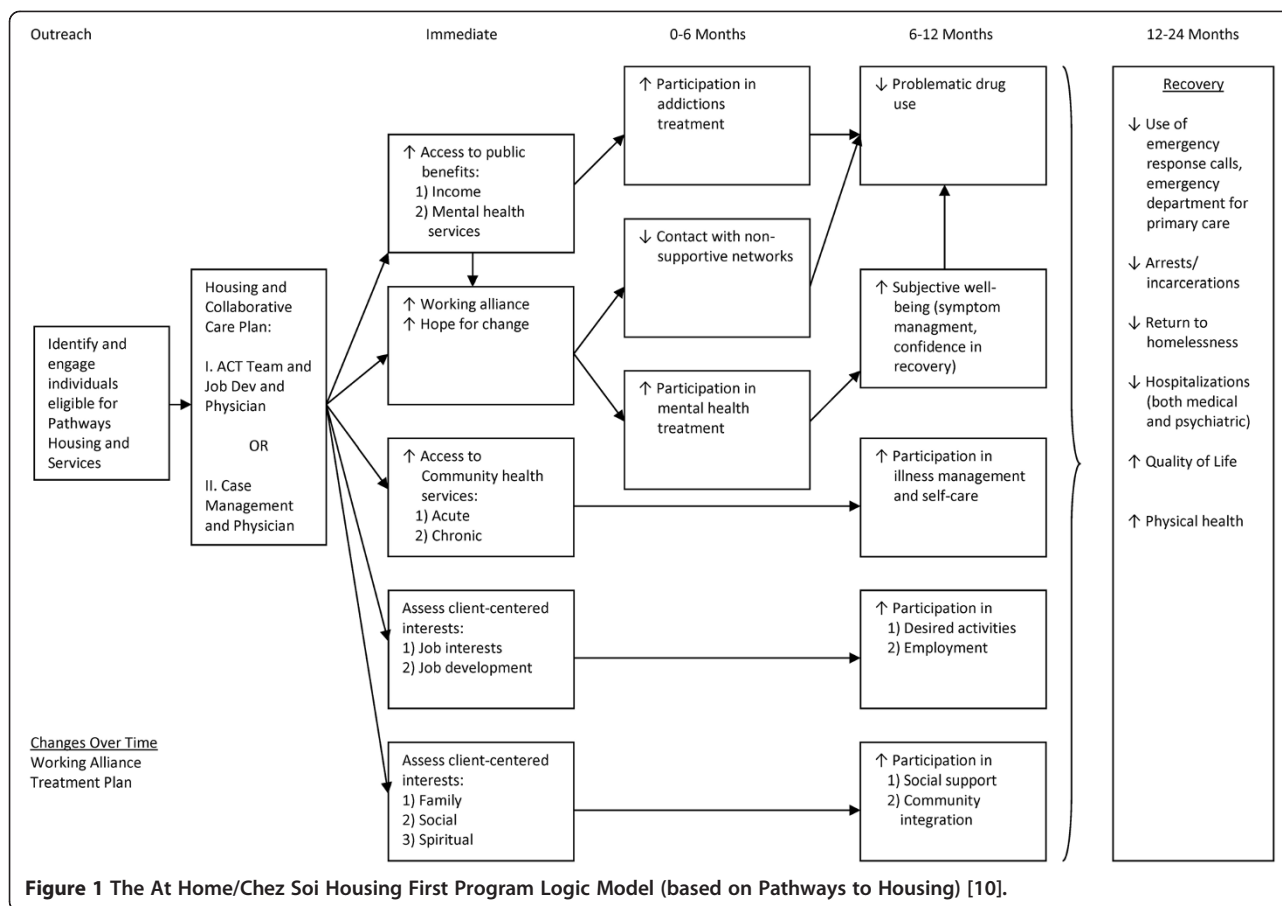 Outreach
Immediate
0-6 Months
6-12 Months
12-24 Months
Identify and
engage
individuals
eligible for
Pathways
Housing and
Services
Housing and
Collaborative
Care Plan:
I. ACT Team and
Job Dev and
Physician
OR
II. Case
Management
and Physician
↑ Access to public
benefits:
1) Income
2) Mental health
services
↑ Working alliance
↑ Hope for change
↑ Access to
Community health
services:
1) Acute
2) Chronic
Assess client-centered
interests:
1) Job interests
2) Job development
Assess client-centered
interests:
1) Family
2) Social
3) Spiritual
↑ Participation in
addictions
treatment
↓ Contact with non-
supportive networks
↑ Participation in
mental health
treatment
↓ Problematic drug
use
↑ Subjective well-
being (symptom
managment,
confidence in
recovery)
↑ Participation in
illness management
and self-care
↑ Participation in
1) Desired activities
2) Employment
↑ Participation in
1) Social support
2) Community
integration
Recovery
↓ Use of
emergency
response calls,
emergency
department for
primary care
↓ Arrests/
incarcerations
↓ Return to
homelessness
↓ Hospitalizations
(both medical
and psychiatric)
↑ Quality of Life
↑ Physical health
Changes Over Time
Working Alliance
Treatment Plan
Figure 1 The At Home/Chez Soi Housing First Program Logic Model (based on Pathways to Housing) [10].